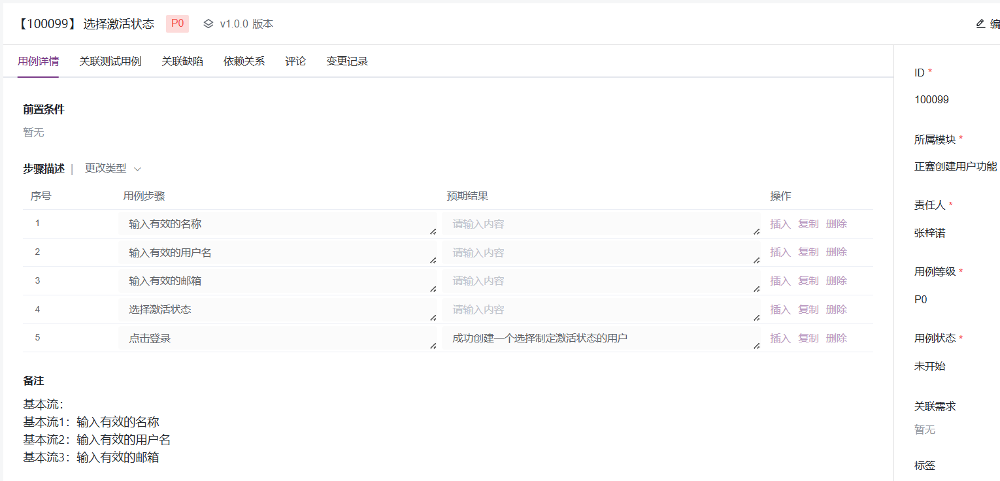 【100099】 选择激活状态 P0 v1.0.0 版本 编
用例详情 关联测试用例 关联缺陷 依赖关系 评论 变更记录
前置条件
暂无
步骤描述 | 更改类型
序号 用例步骤 预期结果 操作
1 输入有效的名称 请输入内容 插入 复制 删除
2 输入有效的用户名 请输入内容 插入 复制 删除
3 输入有效的邮箱 请输入内容 插入 复制 删除
4 选择激活状态 请输入内容 插入 复制 删除
5 点击登录 成功创建一个选择制定激活状态的用户 插入 复制 删除
备注
基本流：
基本流1：输入有效的名称
基本流2：输入有效的用户名
基本流3：输入有效的邮箱
ID *
100099
所属模块 *
正赛创建用户功能
责任人 *
张梓诺
用例等级 *
P0
用例状态 *
未开始
关联需求
暂无
标签